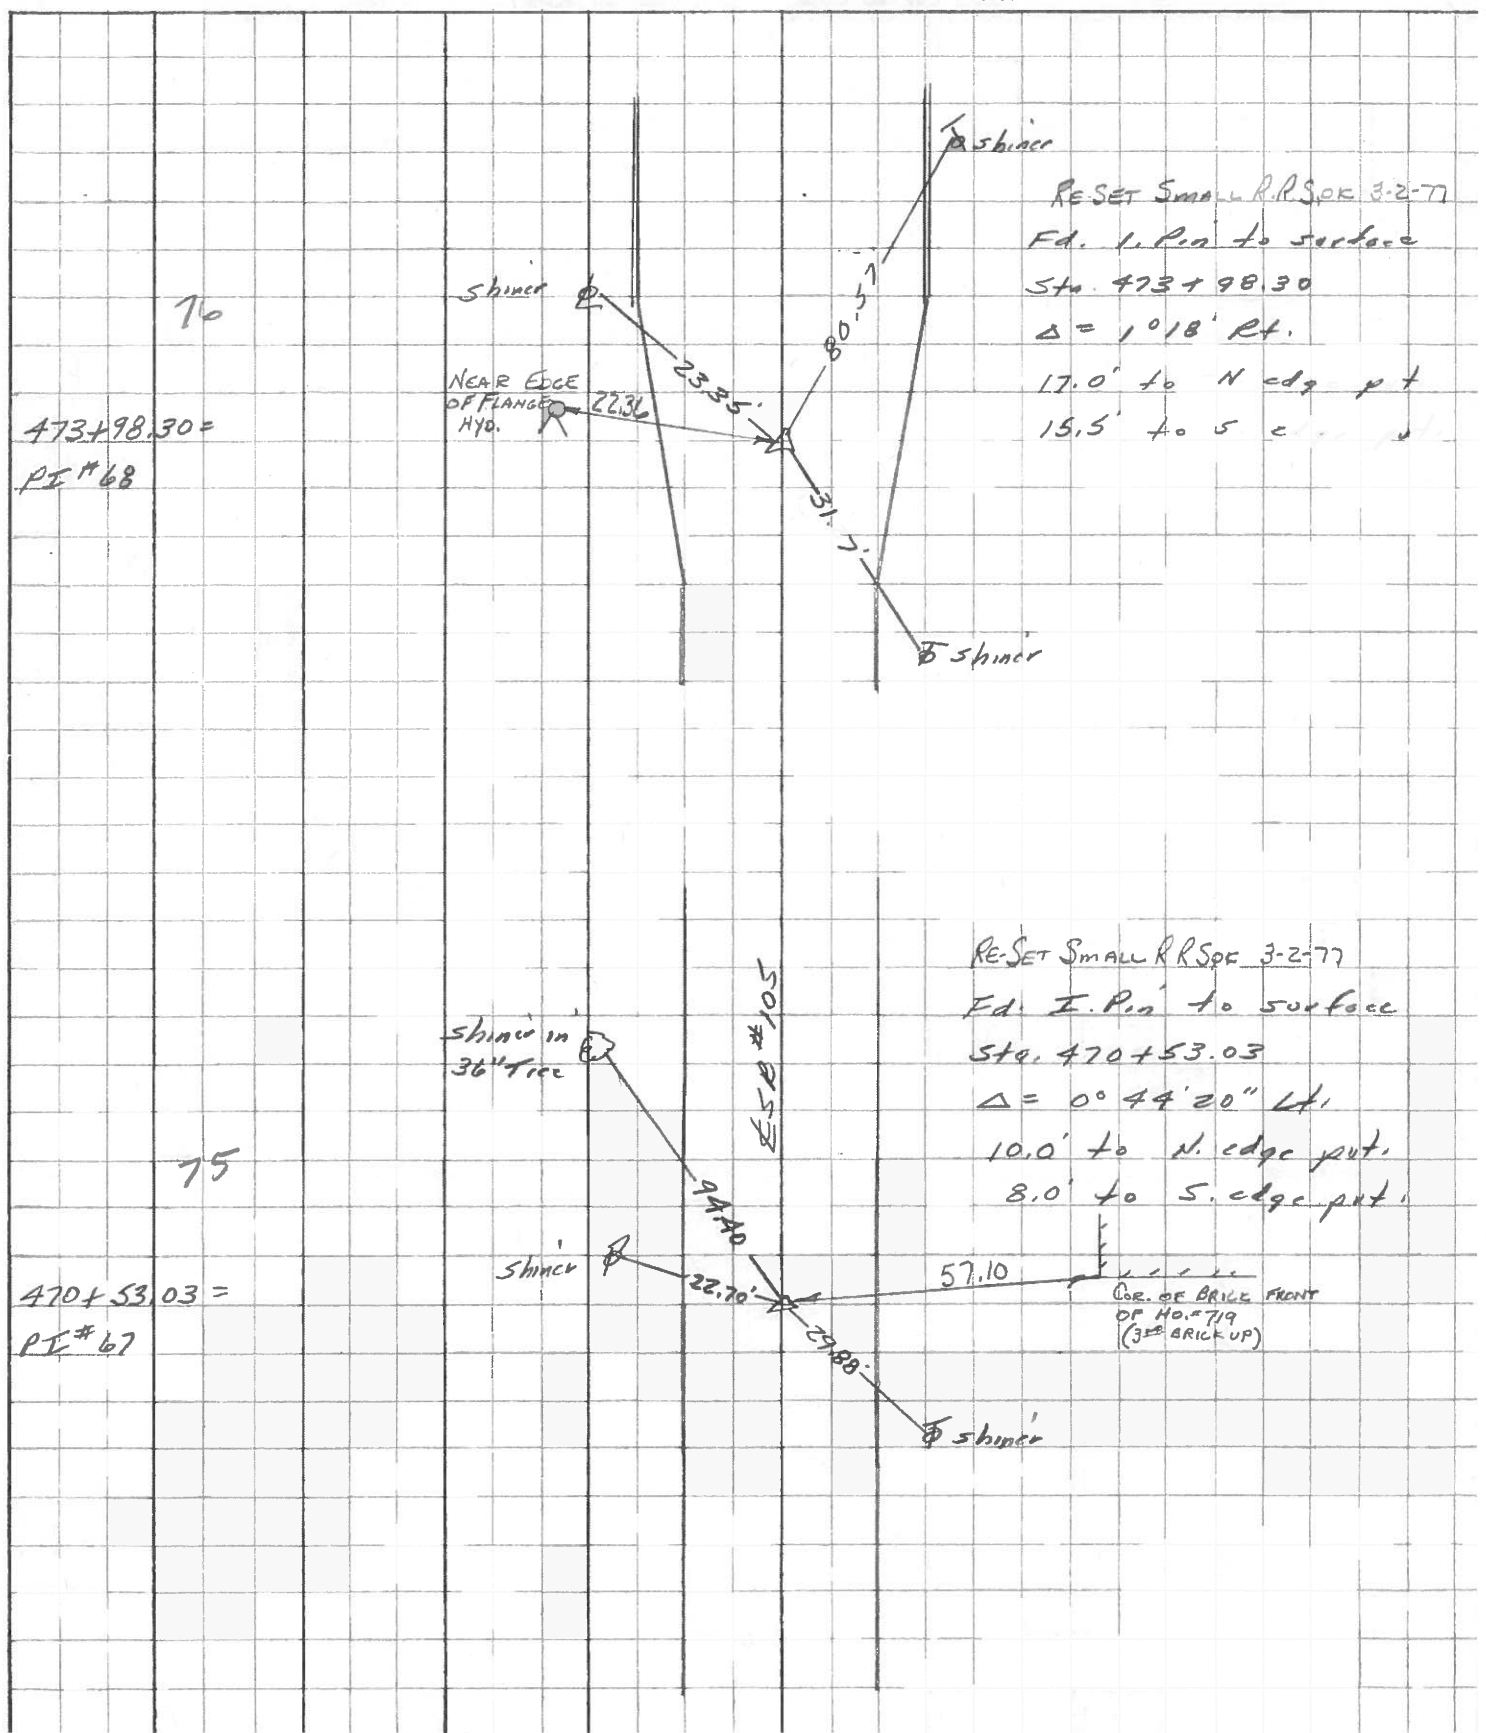 shiner
RE-SET SMALL R.R.SPK 3-2-77
Fd. I. Pin to surface
Sta. 473+98.30
Δ = 1°18' Rt.
17.0' to N edg p t
15.5' to S e
shiner
76
80.57
23.35'
NEAR EDGE
OF FLANGE
HYD.
22.36
473+98.30=
PI #68
31. 7'
shiner
RE-SET SMALL R R SPK 3-2-77
Fd. I. Pin to surface
Sta. 470+53.03
Δ = 0° 44' 20" Lt.
10.0' to N. edge pvt.
8.0' to S. edge pvt.
℄ SR #105
shiner in
36" Tree
75
94.40
shiner
22.70'
57.10
COR. OF BRICK FRONT
OF HO.#719
(3RD BRICK UP)
470+53.03=
PI #67
29.88'
shiner